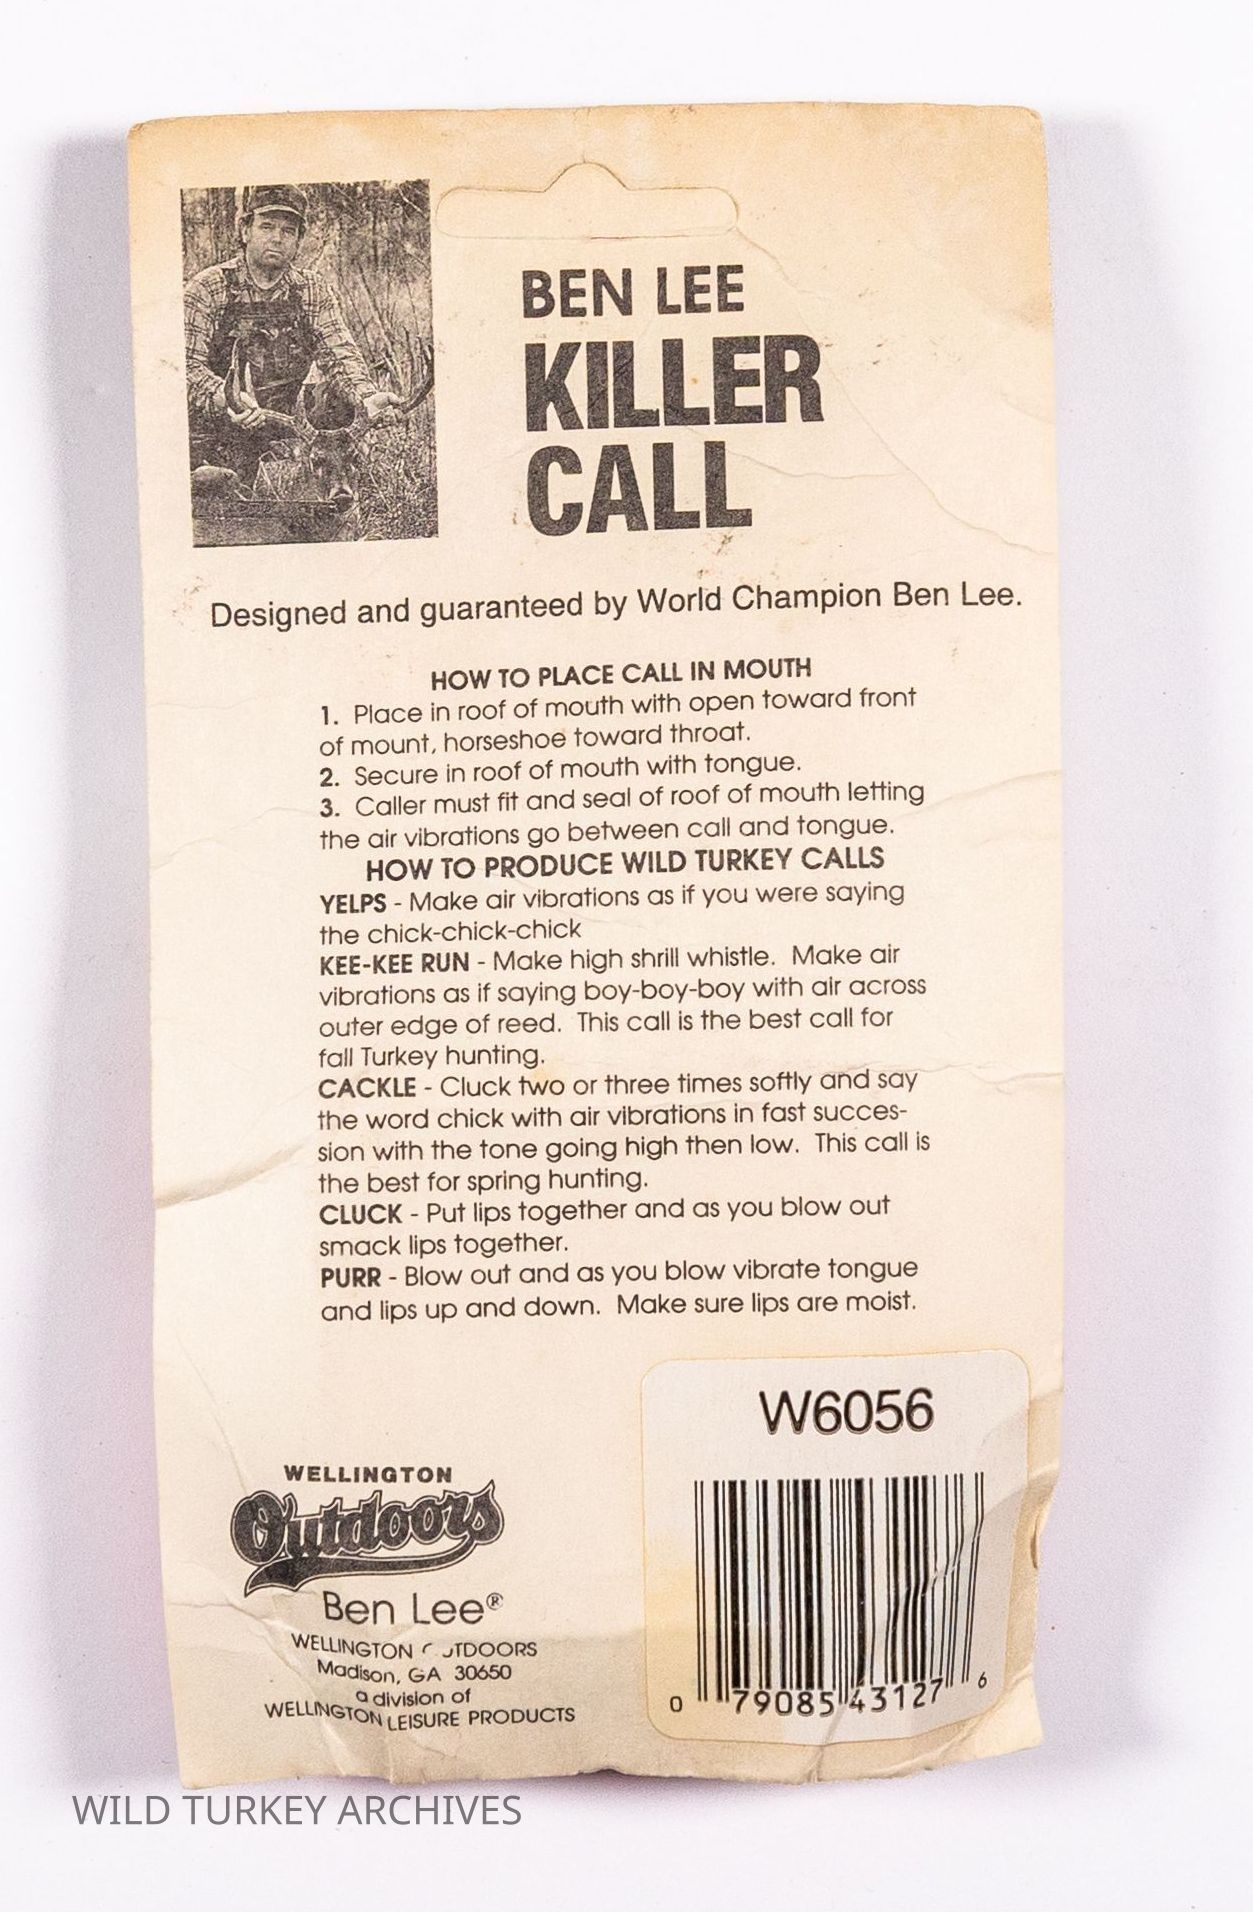 BEN LEE
KILLER
CALL
Designed and guaranteed by World Champion Ben Lee.
HOW TO PLACE CALL IN MOUTH
1. Place in roof of mouth with open toward front
of mount, horseshoe toward throat.
2. Secure in roof of mouth with tongue.
3. Caller must fit and seal of roof of mouth letting
the air vibrations go between call and tongue.
HOW TO PRODUCE WILD TURKEY CALLS
YELPS - Make air vibrations as if you were saying
the chick-chick-chick
KEE-KEE RUN - Make high shrill whistle. Make air
vibrations as if saying boy-boy-boy with air across
outer edge of reed. This call is the best call for
fall Turkey hunting.
CACKLE - Cluck two or three times softly and say
the word chick with air vibrations in fast succes-
sion with the tone going high then low. This call is
the best for spring hunting.
CLUCK - Put lips together and as you blow out
smack lips together.
PURR - Blow out and as you blow vibrate tongue
and lips up and down. Make sure lips are moist.
W6056
0 79085 43127 6
WELLINGTON
Outdoors
Ben Lee®
WELLINGTON OUTDOORS
Madison, GA 30650
a division of
WELLINGTON LEISURE PRODUCTS
WILD TURKEY ARCHIVES